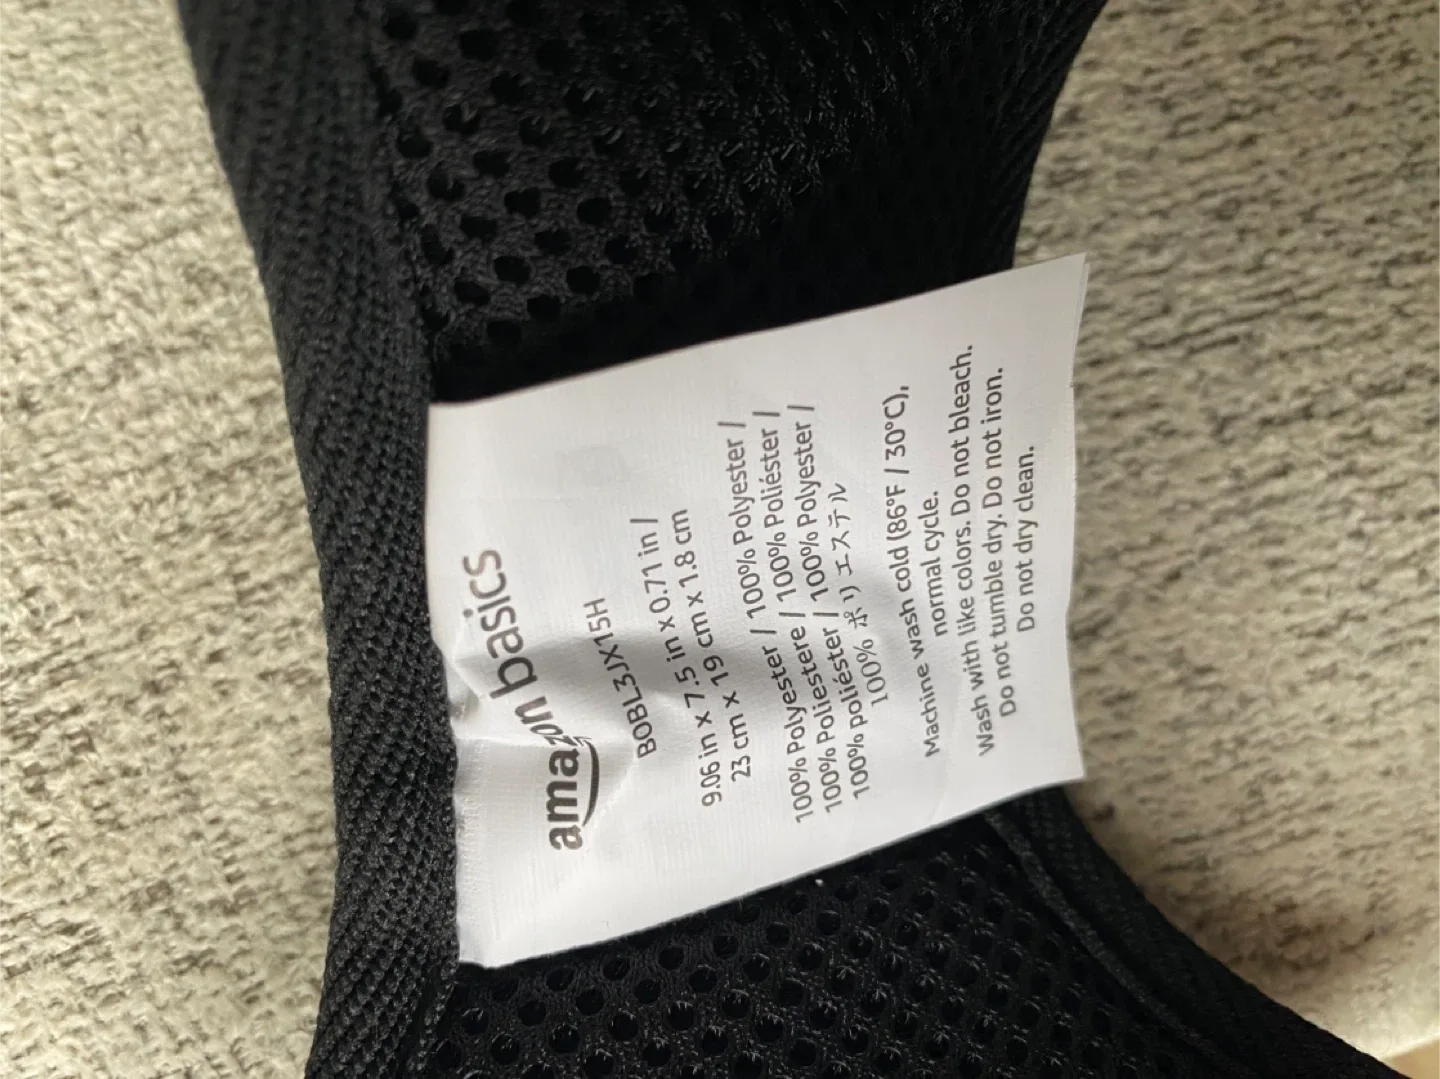 amazon basics
B0BL3JX15H
9.06 in x 7.5 in x 0.71 in /
23 cm x 19 cm x 1.8 cm
100% Polyester / 100% Polyester /
100% Poliestere / 100% Poliéster /
100% poliéster / 100% Polyester /
100% ポリエステル
Machine wash cold (86°F / 30°C),
normal cycle.
Wash with like colors. Do not bleach.
Do not tumble dry. Do not iron.
Do not dry clean.